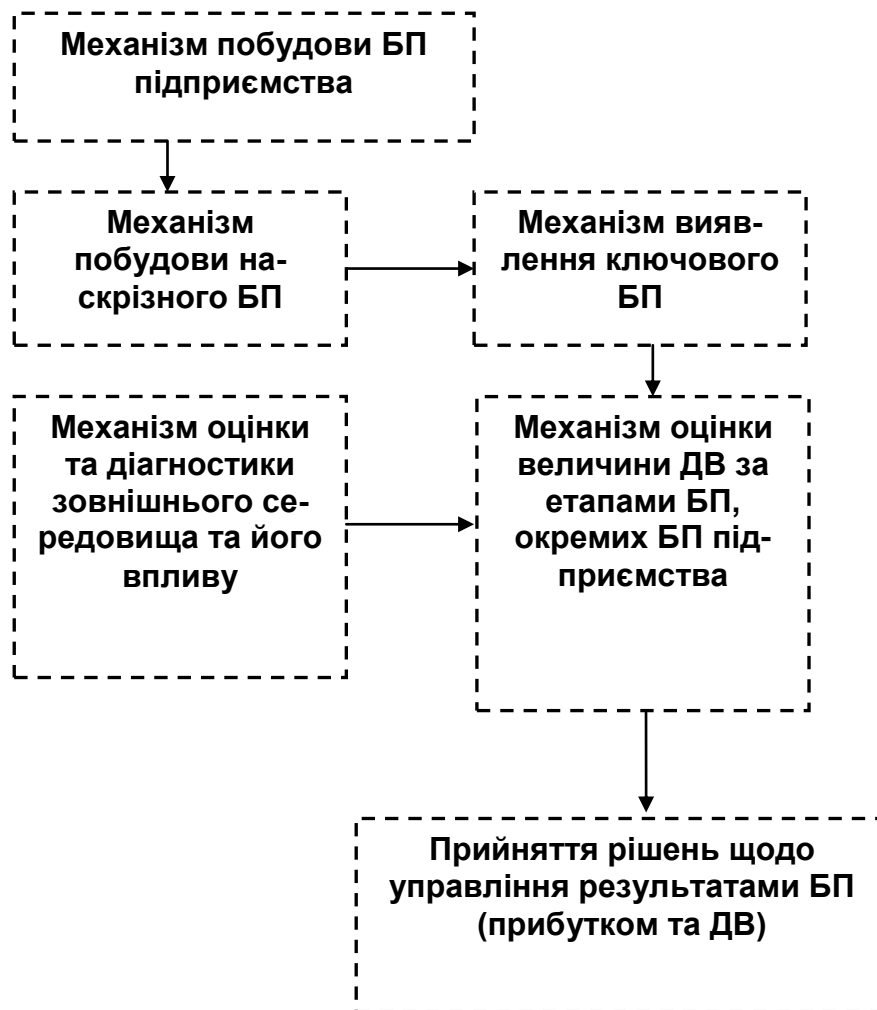 Механізм побудови БП
підприємства
Механізм
побудови на-
скрізного БП
Механізм вияв-
лення ключового
БП
Механізм оцінки
та діагностики
зовнішнього се-
редовища та його
впливу
Механізм оцінки
величини ДВ за
етапами БП,
окремих БП під-
приємства
Прийняття рішень щодо
управління результатами БП
(прибутком та ДВ)